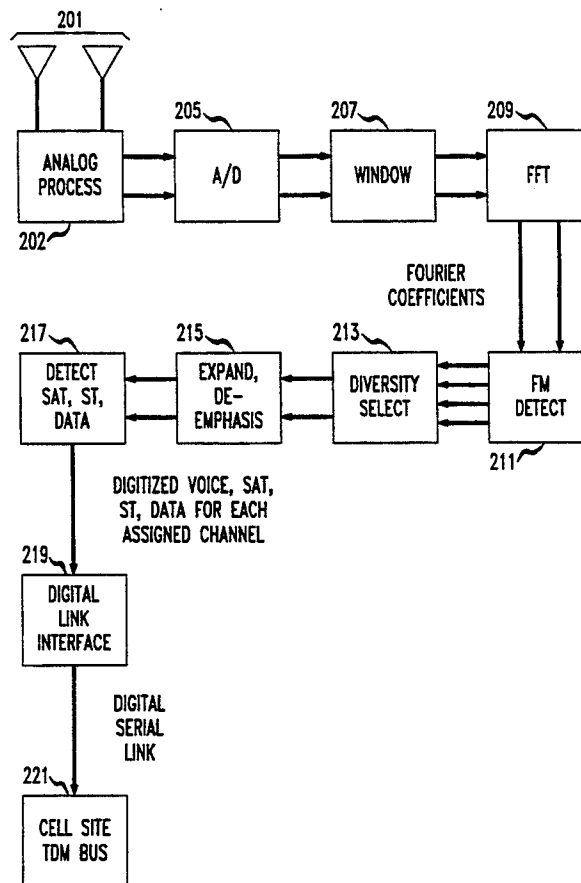 201
ANALOG
PROCESS
202
205
A/D
207
WINDOW
209
FFT
FOURIER
COEFFICIENTS
217
DETECT
SAT, ST,
DATA
215
EXPAND,
DE-
EMPHASIS
213
DIVERSITY
SELECT
FM
DETECT
211
DIGITIZED VOICE, SAT,
ST, DATA FOR EACH
ASSIGNED CHANNEL
219
DIGITAL
LINK
INTERFACE
DIGITAL
SERIAL
LINK
221
CELL SITE
TDM BUS